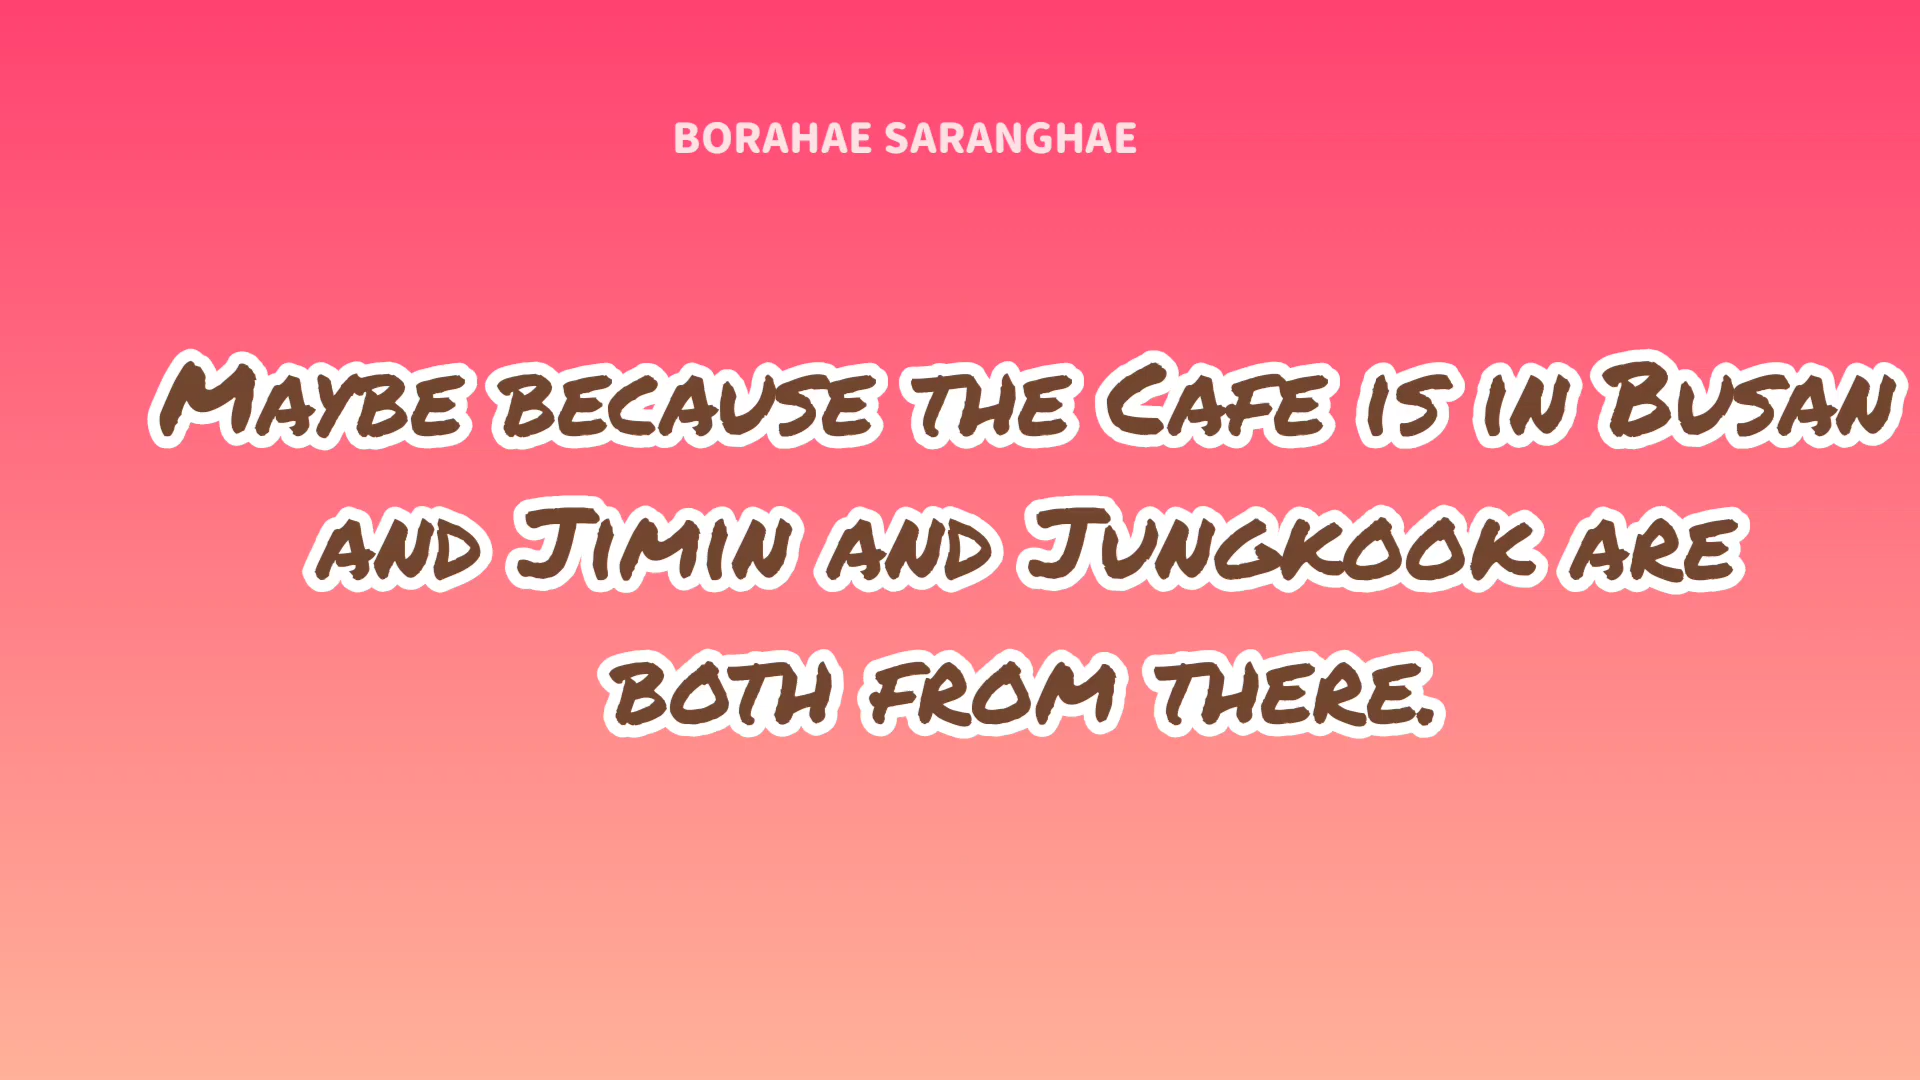 BORAHAE SARANGHAE
Maybe because the Cafe is in Busan
and Jimin and Jungkook are
both from there.